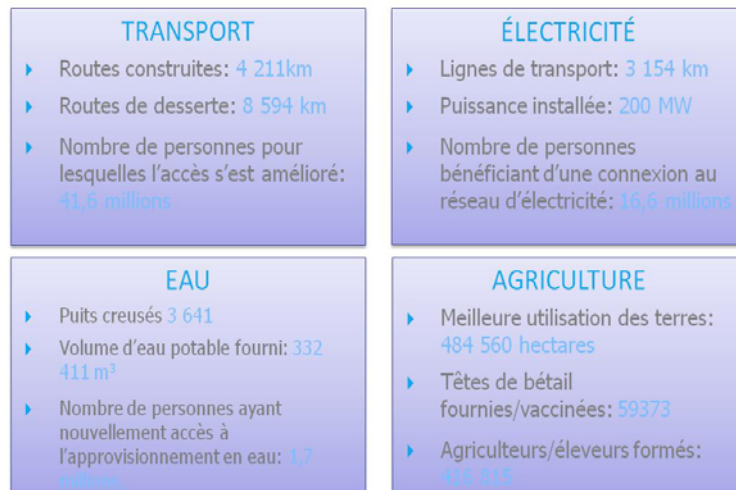 TRANSPORT
Routes construites: 4 211km
Routes de desserte: 8 594 km
Nombre de personnes pour
lesquelles l'accès s'est amélioré:
41,6 millions
ÉLECTRICITÉ
Lignes de transport: 3 154 km
Puissance installée: 200 MW
Nombre de personnes
bénéficiant d'une connexion au
réseau d'électricité: 16,6 millions
EAU
Puits creusés 3 641
Volume d'eau potable fourni: 332
411 m³
Nombre de personnes ayant
nouvellement accès à
l'approvisionnement en eau: 1,7
AGRICULTURE
Meilleure utilisation des terres:
484 560 hectares
Têtes de bétail
fournies/vaccinées: 59373
Agriculteurs/éleveurs formés: